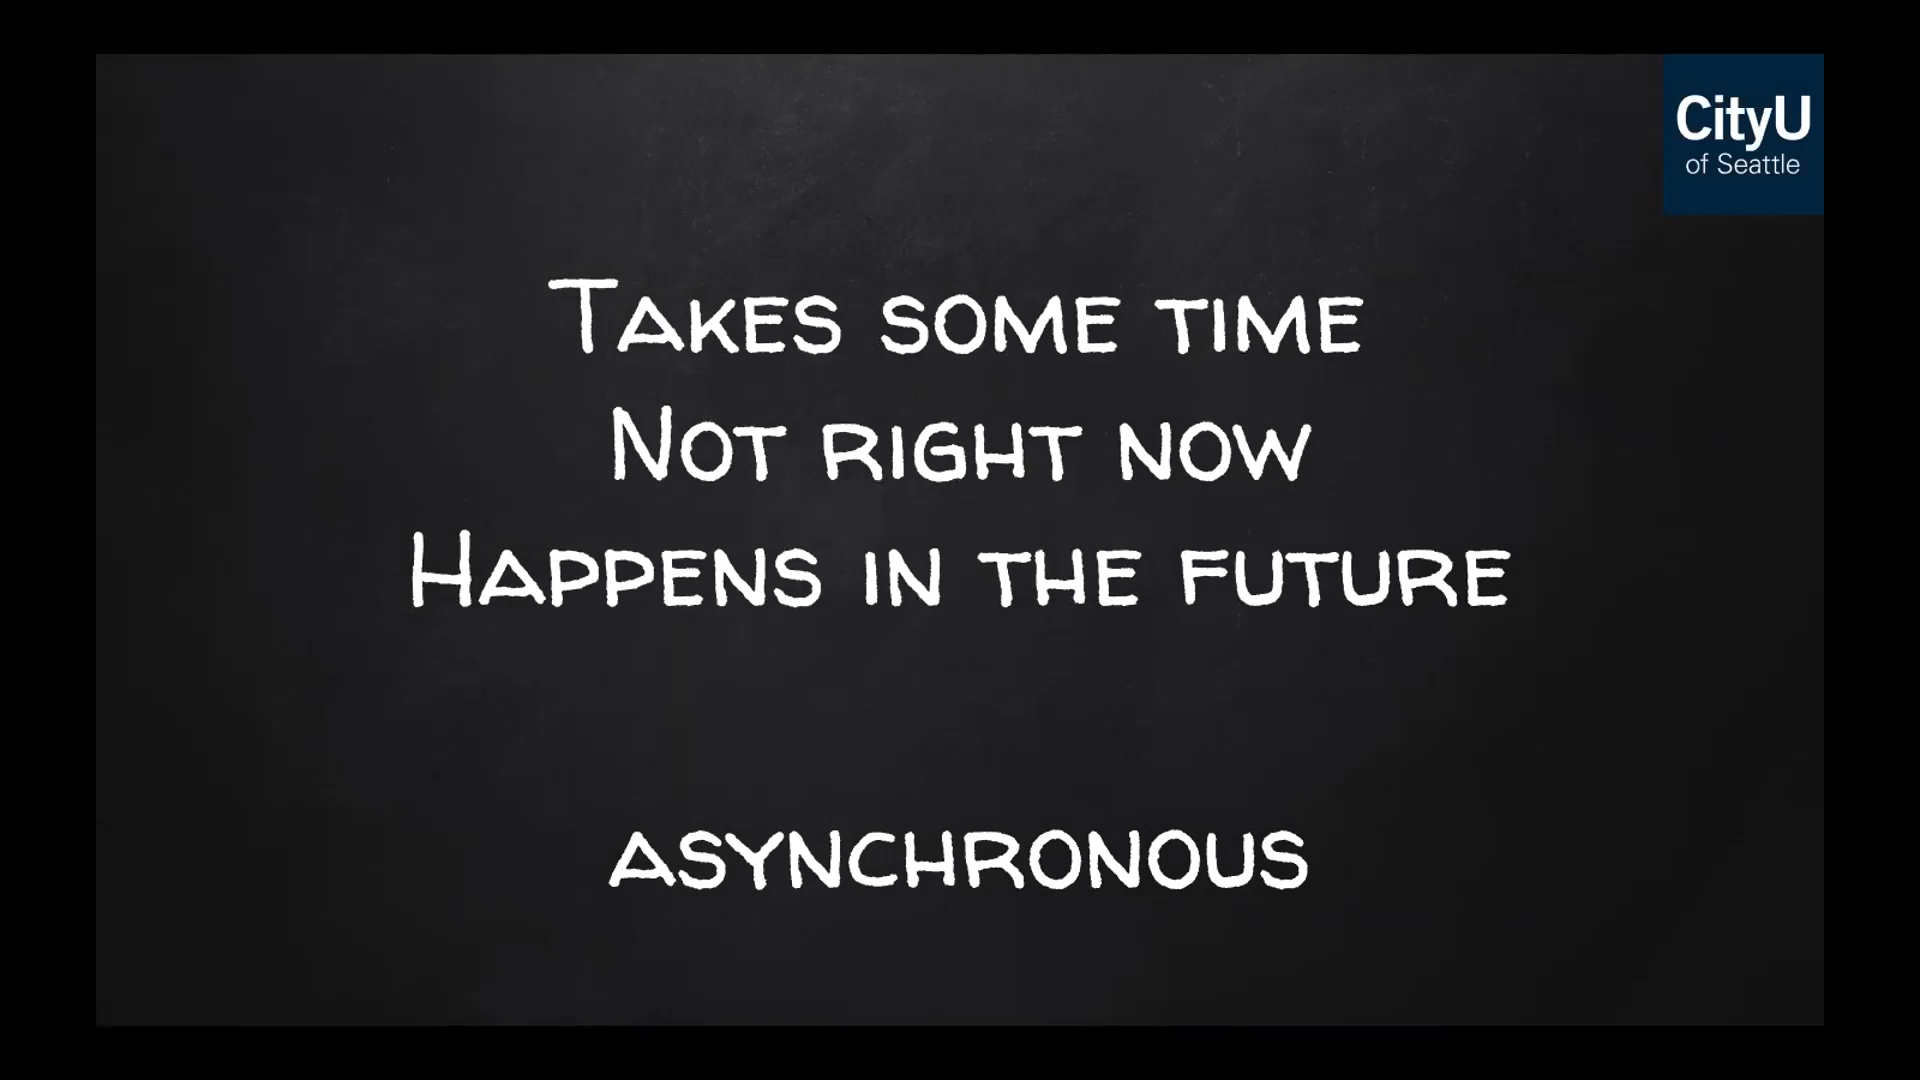 CityU
of Seattle
Takes some time
Not right now
Happens in the future
asynchronous